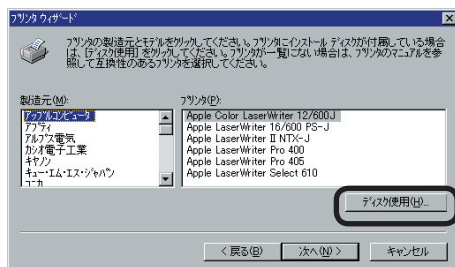 プリンタ ウィザード
プリンタの製造元とモデルをクリックしてください。プリンタにインストール ディスクが付属している場合
は、[ディスク使用] をクリックしてください。プリンタが一覧にない場合は、プリンタのマニュアルを参
照して互換性のあるプリンタを選択してください。
製造元(M):
アップルコンピュータ
アプティ
アルプス電気
カシオ電子工業
キヤノン
キュー・エム・エス・ジャパン
コニカ
プリンタ(P):
Apple Color LaserWriter 12/600J
Apple LaserWriter 16/600 PS-J
Apple LaserWriter II NTX-J
Apple LaserWriter Pro 400
Apple LaserWriter Pro 405
Apple LaserWriter Select 610
ディスク使用(H)...
< 戻る(B)
次へ(N) >
キャンセル